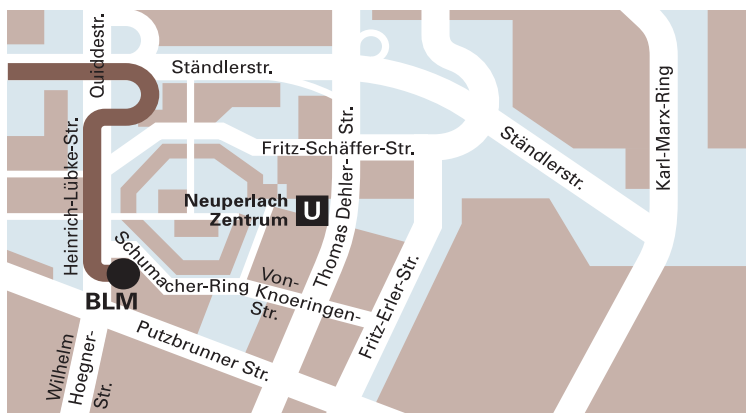 Quiddestr.
Ständlerstr.
Karl-Marx-Ring
Heinrich-Lübke-Str.
Fritz-Schäffer-Str.
Ständlerstr.
Thomas Dehler- Str.
Neuperlach
Zentrum
U
Schumacher-Ring
Von-
Knoeringen-
Str.
Fritz-Erler-Str.
BLM
Putzbrunner Str.
Wilhelm
Hoegner-
Str.